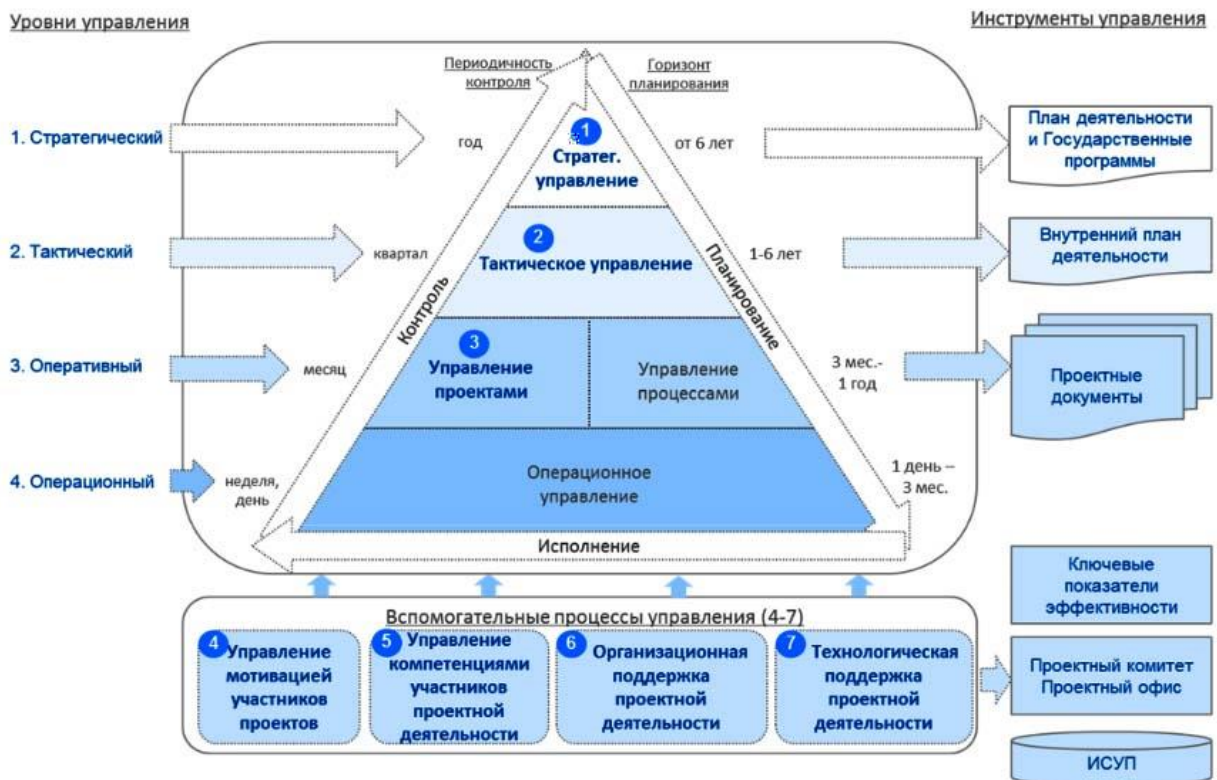 Уровни управления
Инструменты управления
Периодичность
контроля
Горизонт
планирования
1. Стратегический
год
1
Стратег.
управление
от 6 лет
План деятельности
и Государственные
программы
2. Тактический
квартал
2
Тактическое управление
1-6 лет
Внутренний план
деятельности
Контроль
Планирование
3. Оперативный
месяц
3
Управление
проектами
Управление
процессами
3 мес.-
1 год
Проектные
документы
4. Операционный
неделя,
день
Операционное
управление
1 день –
3 мес.
Исполнение
Ключевые
показатели
эффективности
Вспомогательные процессы управления (4-7)
4
Управление
мотивацией
участников
проектов
5
Управление
компетенциями
участников
проектной
деятельности
6
Организационная
поддержка
проектной
деятельности
7
Технологическая
поддержка
проектной
деятельности
Проектный комитет
Проектный офис
ИСУП